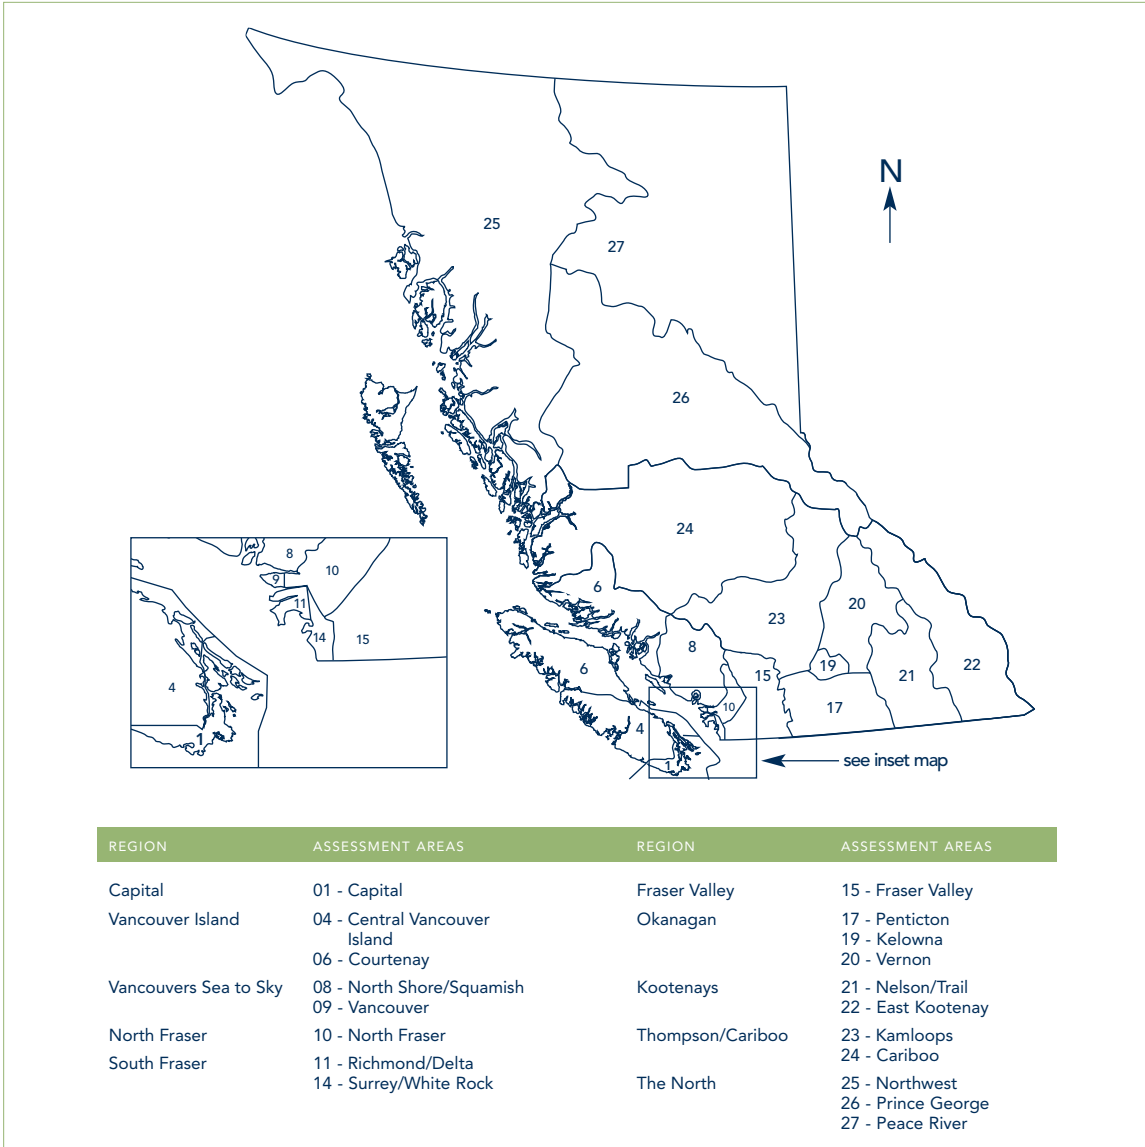 N
25
27
26
24
6
23
20
8
6
15
19
21
22
10
17
4
1
see inset map
8
9
10
11
14
15
4
1
REGION ASSESSMENT AREAS REGION ASSESSMENT AREAS
Capital 01 - Capital
Vancouver Island 04 - Central Vancouver
Island
06 - Courtenay
Vancouvers Sea to Sky 08 - North Shore/Squamish
09 - Vancouver
North Fraser 10 - North Fraser
South Fraser 11 - Richmond/Delta
14 - Surrey/White Rock
Fraser Valley 15 - Fraser Valley
Okanagan 17 - Penticton
19 - Kelowna
20 - Vernon
Kootenays 21 - Nelson/Trail
22 - East Kootenay
Thompson/Cariboo 23 - Kamloops
24 - Cariboo
The North 25 - Northwest
26 - Prince George
27 - Peace River